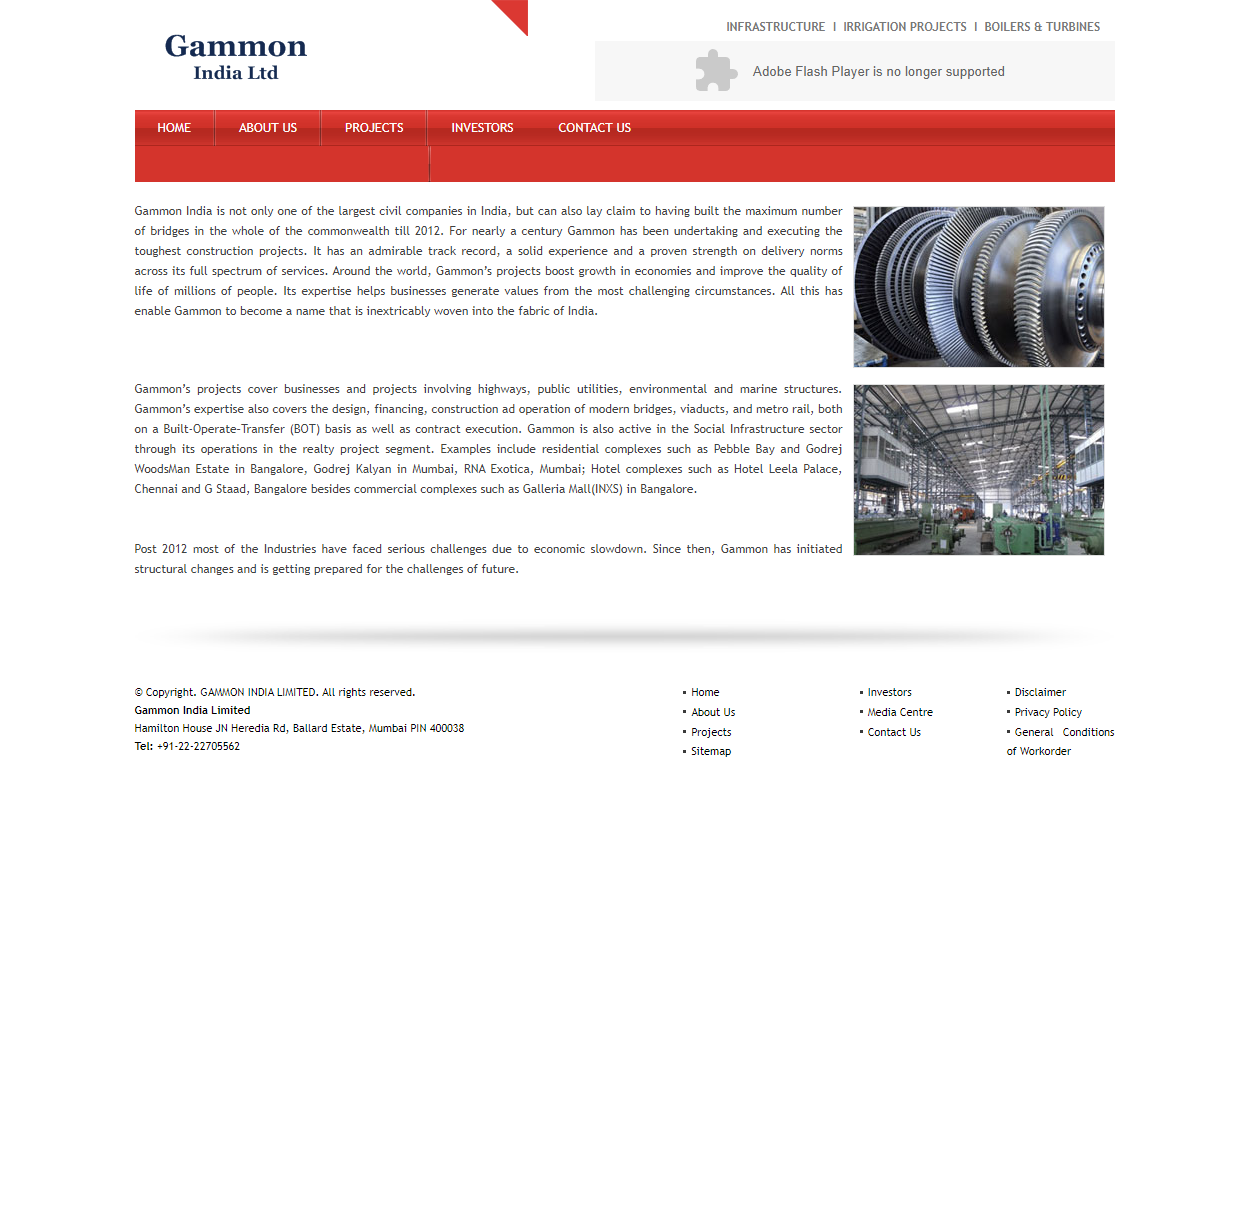 Gammon
India Ltd
INFRASTRUCTURE I IRRIGATION PROJECTS I BOILERS & TURBINES
Adobe Flash Player is no longer supported
HOME ABOUT US PROJECTS INVESTORS CONTACT US
Gammon India is not only one of the largest civil companies in India, but can also lay claim to having built the maximum number
of bridges in the whole of the commonwealth till 2012. For nearly a century Gammon has been undertaking and executing the
toughest construction projects. It has an admirable track record, a solid experience and a proven strength on delivery norms
across its full spectrum of services. Around the world, Gammon’s projects boost growth in economies and improve the quality of
life of millions of people. Its expertise helps businesses generate values from the most challenging circumstances. All this has
enable Gammon to become a name that is inextricably woven into the fabric of India.
Gammon’s projects cover businesses and projects involving highways, public utilities, environmental and marine structures.
Gammon’s expertise also covers the design, financing, construction ad operation of modern bridges, viaducts, and metro rail, both
on a Built-Operate-Transfer (BOT) basis as well as contract execution. Gammon is also active in the Social Infrastructure sector
through its operations in the realty project segment. Examples include residential complexes such as Pebble Bay and Godrej
WoodsMan Estate in Bangalore, Godrej Kalyan in Mumbai, RNA Exotica, Mumbai; Hotel complexes such as Hotel Leela Palace,
Chennai and G Staad, Bangalore besides commercial complexes such as Galleria Mall(INXS) in Bangalore.
Post 2012 most of the Industries have faced serious challenges due to economic slowdown. Since then, Gammon has initiated
structural changes and is getting prepared for the challenges of future.
© Copyright. GAMMON INDIA LIMITED. All rights reserved.
Gammon India Limited
Hamilton House JN Heredia Rd, Ballard Estate, Mumbai PIN 400038
Tel: +91-22-22705562
Home
About Us
Projects
Sitemap
Investors
Media Centre
Contact Us
Disclaimer
Privacy Policy
General Conditions
of Workorder